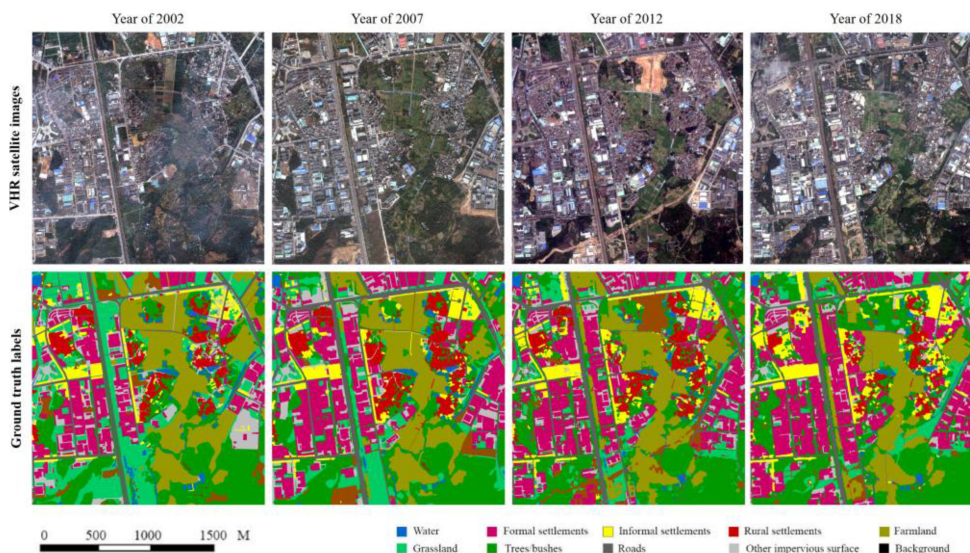 Year of 2002 Year of 2007 Year of 2012 Year of 2018
VHR satellite images
Ground truth labels
0 500 1000 1500 M
Water Formal settlements Informal settlements Rural settlements Farmland
Grassland Trees/bushes Roads Other impervious surface Background